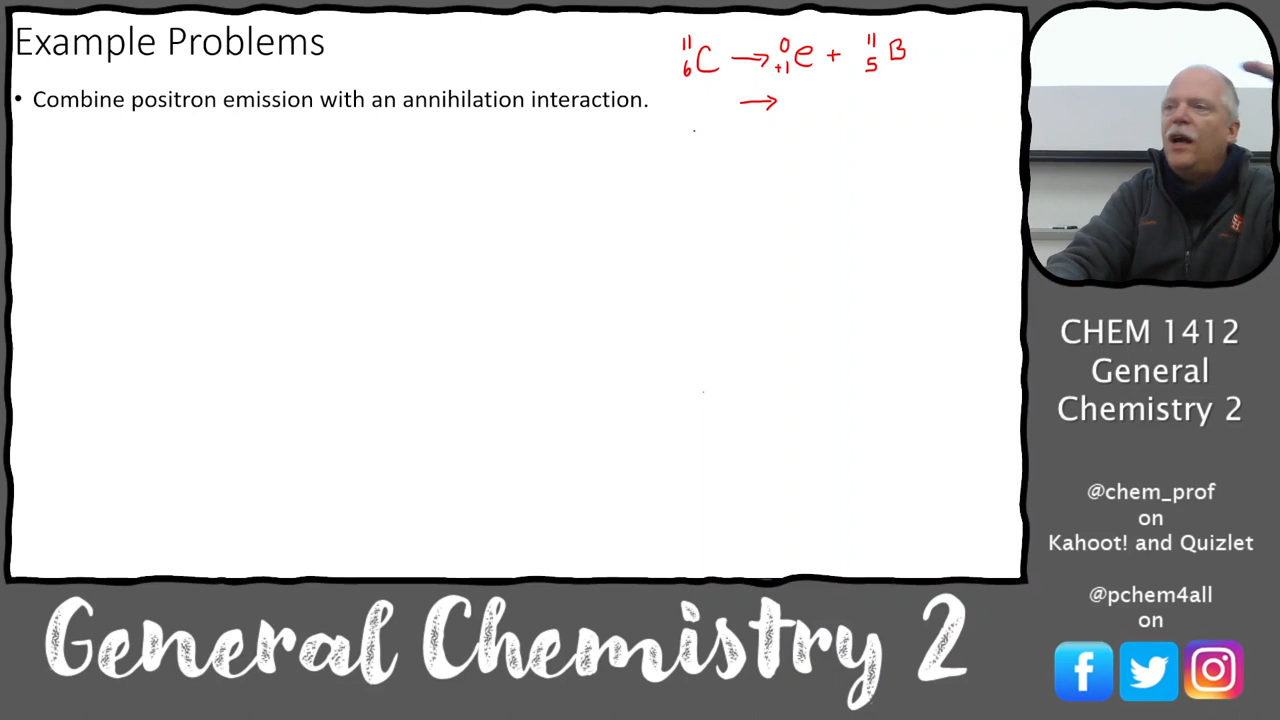 Example Problems
• Combine positron emission with an annihilation interaction.
¹¹₆C → ⁰₊₁e + ¹¹₅B
→
CHEM 1412
General
Chemistry 2
@chem_prof
on
Kahoot! and Quizlet
@pchem4all
on
General Chemistry 2